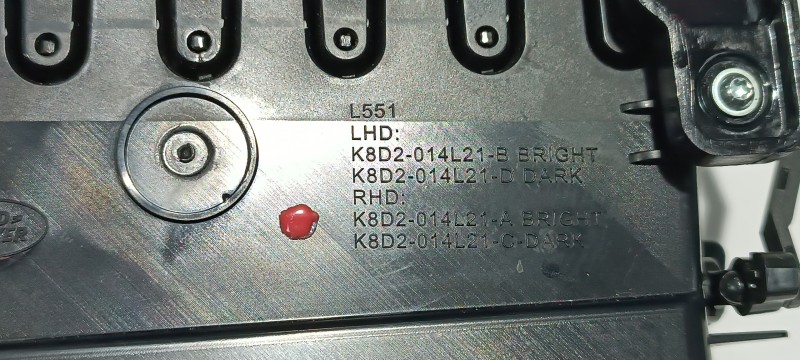 L551
LHD:
K8D2-014L21-B BRIGHT
K8D2-014L21-D DARK
RHD:
K8D2-014L21-A BRIGHT
K8D2-014L21-C-DARK